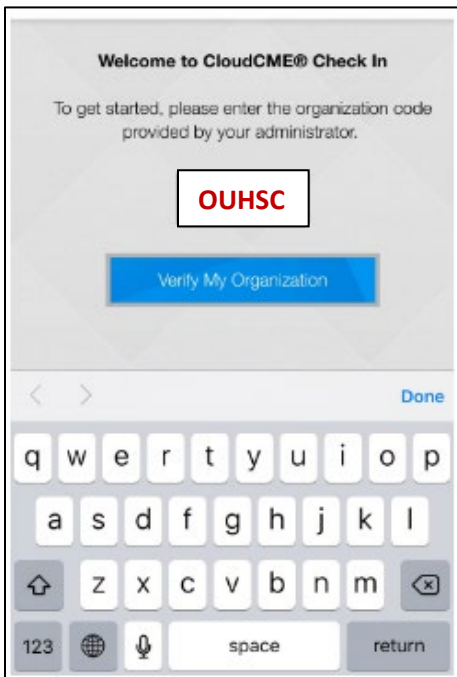 Welcome to CloudCME® Check In
To get started, please enter the organization code
provided by your administrator.
OUHSC
Verify My Organization
Done
q w e r t y u i o p
a s d f g h j k l
z x c v b n m
123 space return